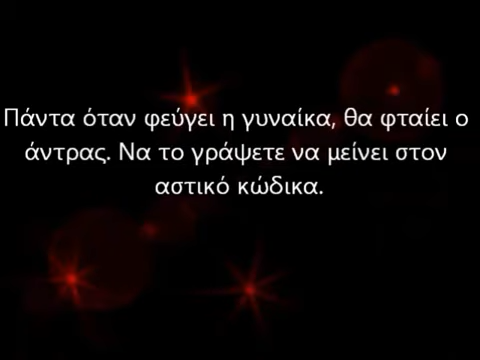 Πάντα όταν φεύγει η γυναίκα, θα φταίει ο
άντρας. Να το γράψετε να μείνει στον
αστικό κώδικα.